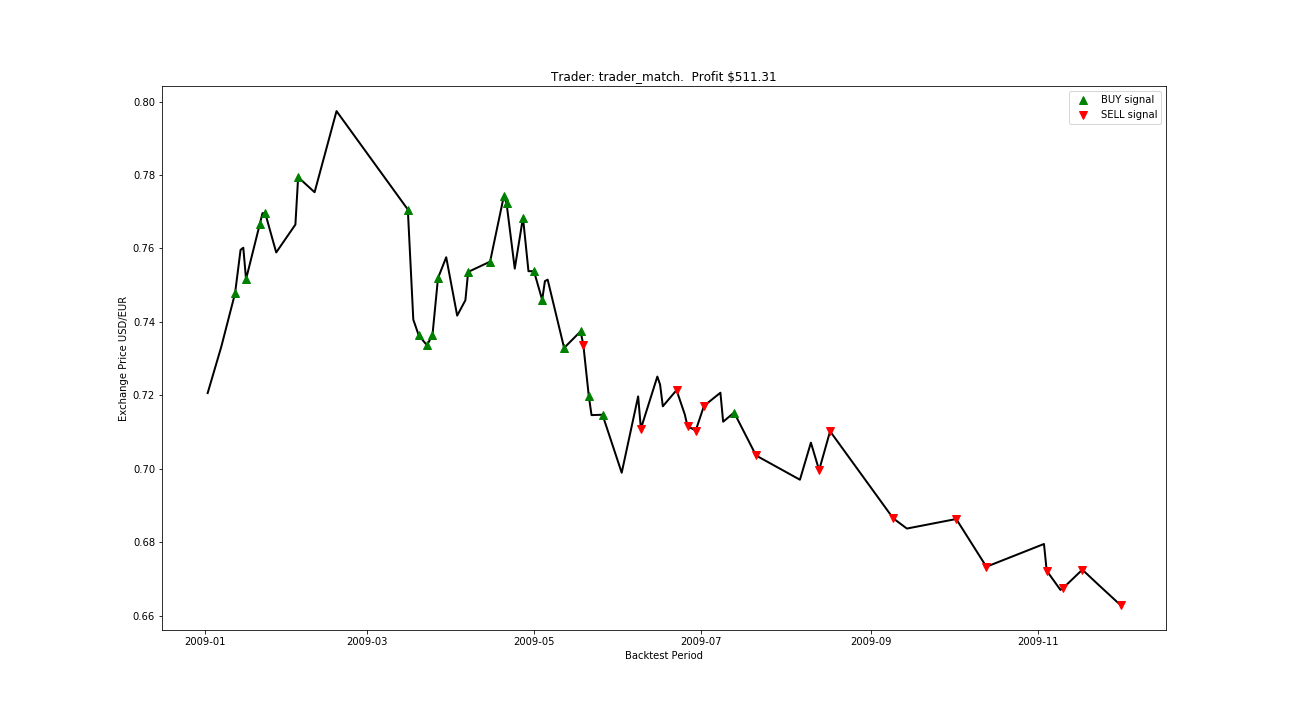 Trader: trader_match.  Profit $511.31
BUY signal
SELL signal
0.80
0.78
0.76
0.74
0.72
0.70
0.68
0.66
Exchange Price USD/EUR
2009-01 2009-03 2009-05 2009-07 2009-09 2009-11
Backtest Period